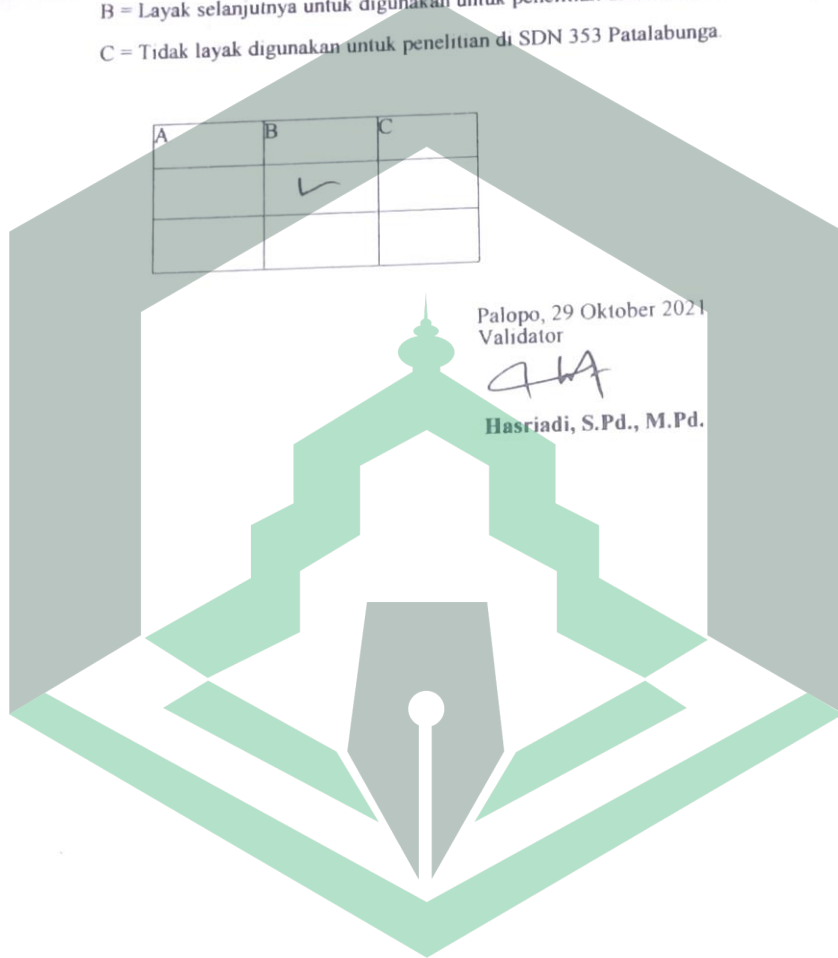 B = Layak selanjutnya untuk digunakan untuk
C = Tidak layak digunakan untuk penelitian di SDN 353 Patalabunga.
A B C
Palopo, 29 Oktober 2021
Validator
Hasriadi, S.Pd., M.Pd.